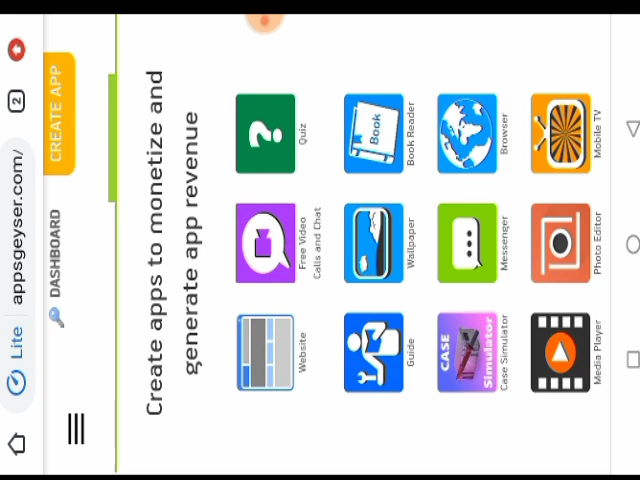 Lite appsgeyser.com/ 2
DASHBOARD CREATE APP
Create apps to monetize and
generate app revenue
Website
Free Video
Calls and Chat
Quiz
Book
Guide
Wallpaper
Book Reader
CASE
Simulator
Case Simulator
Messenger
Browser
Media Player
Photo Editor
Mobile TV